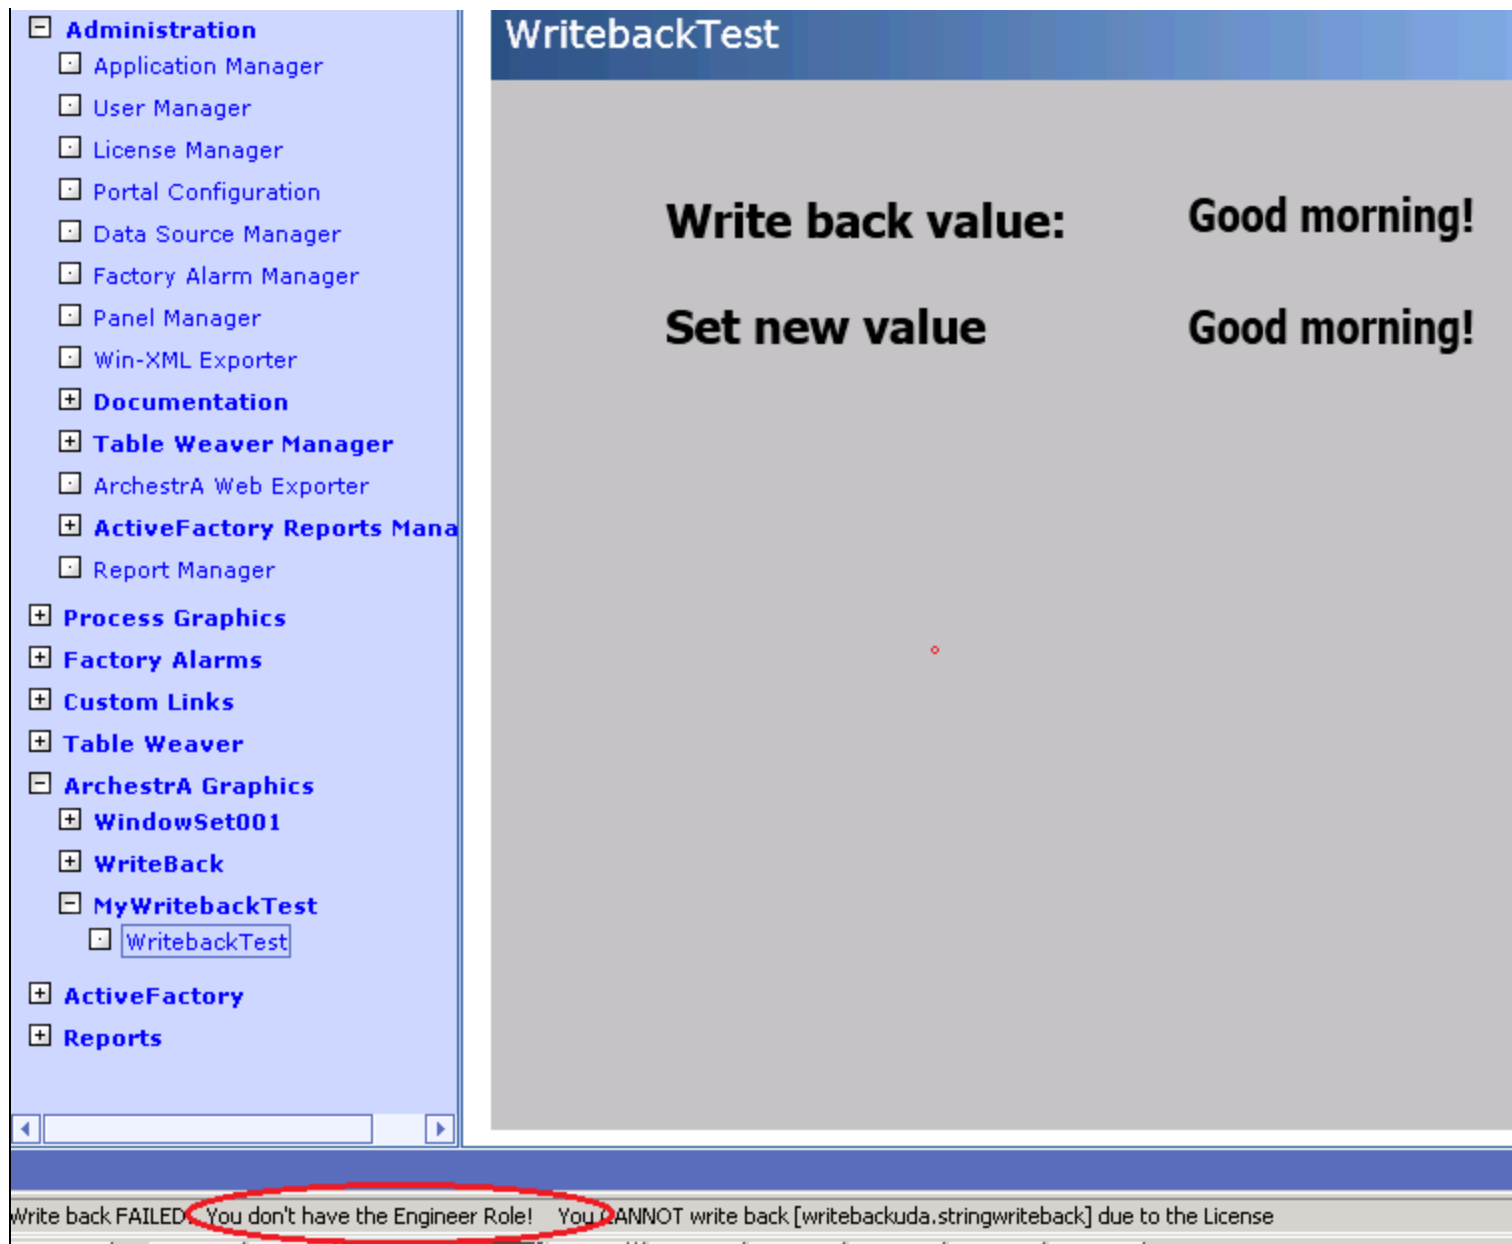 Administration
Application Manager
User Manager
License Manager
Portal Configuration
Data Source Manager
Factory Alarm Manager
Panel Manager
Win-XML Exporter
Documentation
Table Weaver Manager
ArchestrA Web Exporter
ActiveFactory Reports Mana
Report Manager
Process Graphics
Factory Alarms
Custom Links
Table Weaver
ArchestrA Graphics
WindowSet001
WriteBack
MyWritebackTest
WritebackTest
ActiveFactory
Reports
WritebackTest
Write back value: Good morning!
Set new value Good morning!
Write back FAILED! You don't have the Engineer Role! You CANNOT write back [writebackuda.stringwriteback] due to the License